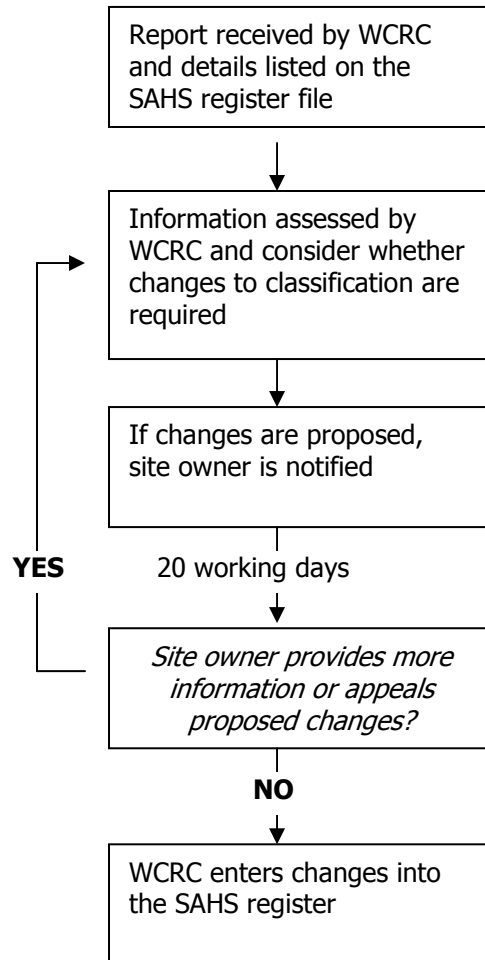 Report received by WCRC
and details listed on the
SAHS register file
Information assessed by
WCRC and consider whether
changes to classification are
required
If changes are proposed,
site owner is notified
YES
20 working days
Site owner provides more
information or appeals
proposed changes?
NO
WCRC enters changes into
the SAHS register